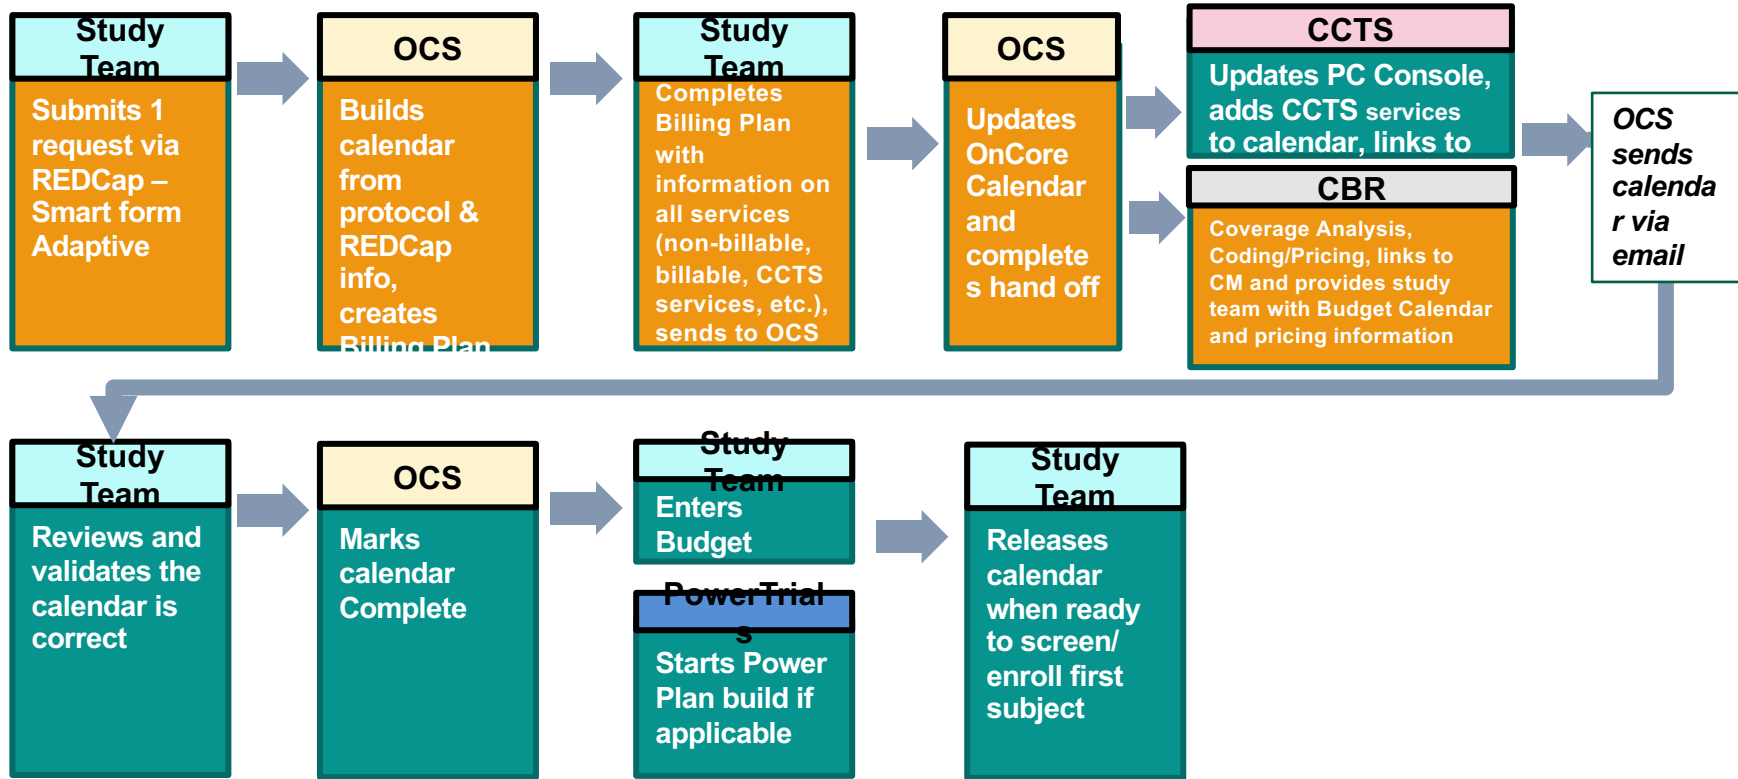 Study
Team
Submits 1
request via
REDCap –
Smart form
Adaptive
OCS
Builds
calendar
from
protocol &
REDCap
info,
creates
Billing Plan
Study
Team
Completes
Billing Plan
with
information on
all services
(non-billable,
billable, CCTS
services, etc.),
sends to OCS
OCS
Updates
OnCore
Calendar
and
complete
s hand off
CCTS
Updates PC Console,
adds CCTS services
to calendar, links to
CBR
Coverage Analysis,
Coding/Pricing, links to
CM and provides study
team with Budget Calendar
and pricing information
OCS
sends
calenda
r via
email
Study
Team
Reviews and
validates the
calendar is
correct
OCS
Marks
calendar
Complete
Study
Team
Enters
Budget
PowerTrial
s
Starts Power
Plan build if
applicable
Study
Team
Releases
calendar
when ready
to screen/
enroll first
subject